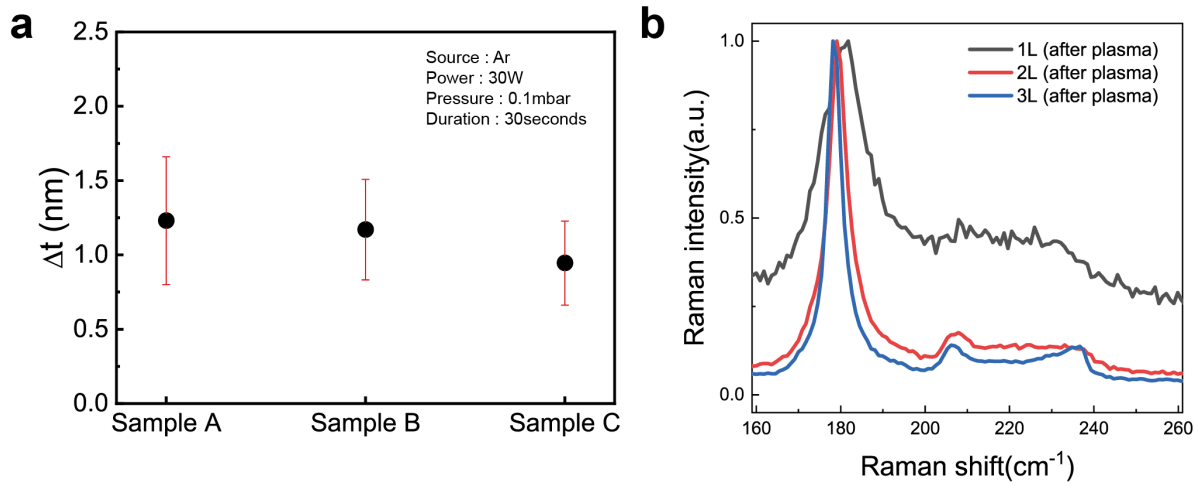 a
2.5
2.0
1.5
1.0
0.5
0.0
Δt (nm)
Source : Ar
Power : 30W
Pressure : 0.1mbar
Duration : 30seconds
Sample A
Sample B
Sample C
b
1.0
0.5
0.0
Raman intensity(a.u.)
1L (after plasma)
2L (after plasma)
3L (after plasma)
160 180 200 220 240 260
Raman shift(cm⁻¹)